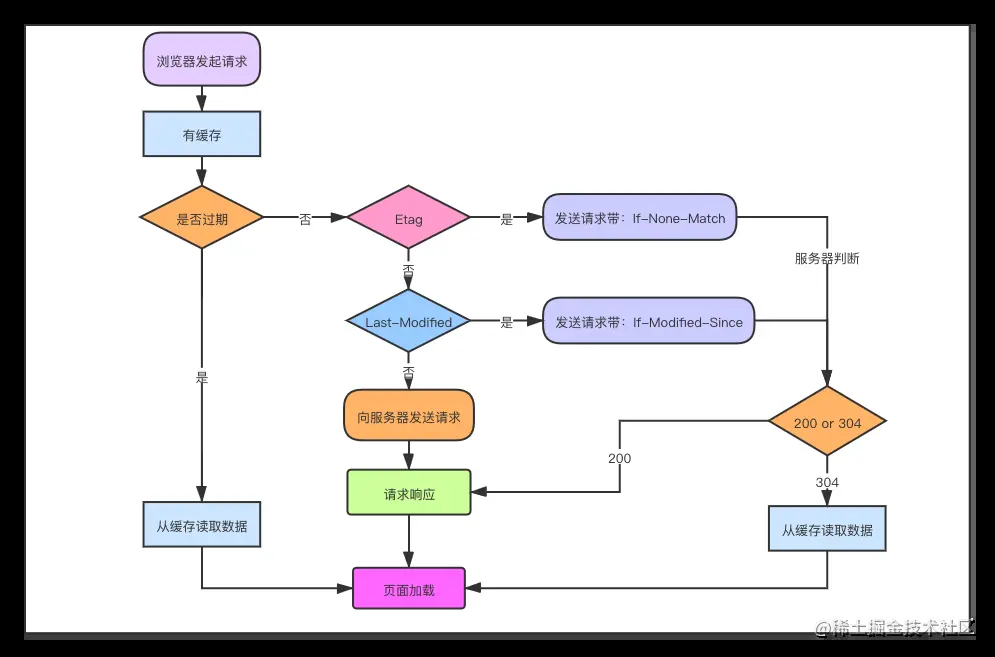 浏览器发起请求
有缓存
是否过期
否
Etag
是
发送请求带：If-None-Match
服务器判断
否
Last-Modified
是
发送请求带：If-Modified-Since
是
否
向服务器发送请求
200 or 304
200
304
请求响应
从缓存读取数据
从缓存读取数据
页面加载
@稀土掘金技术社区